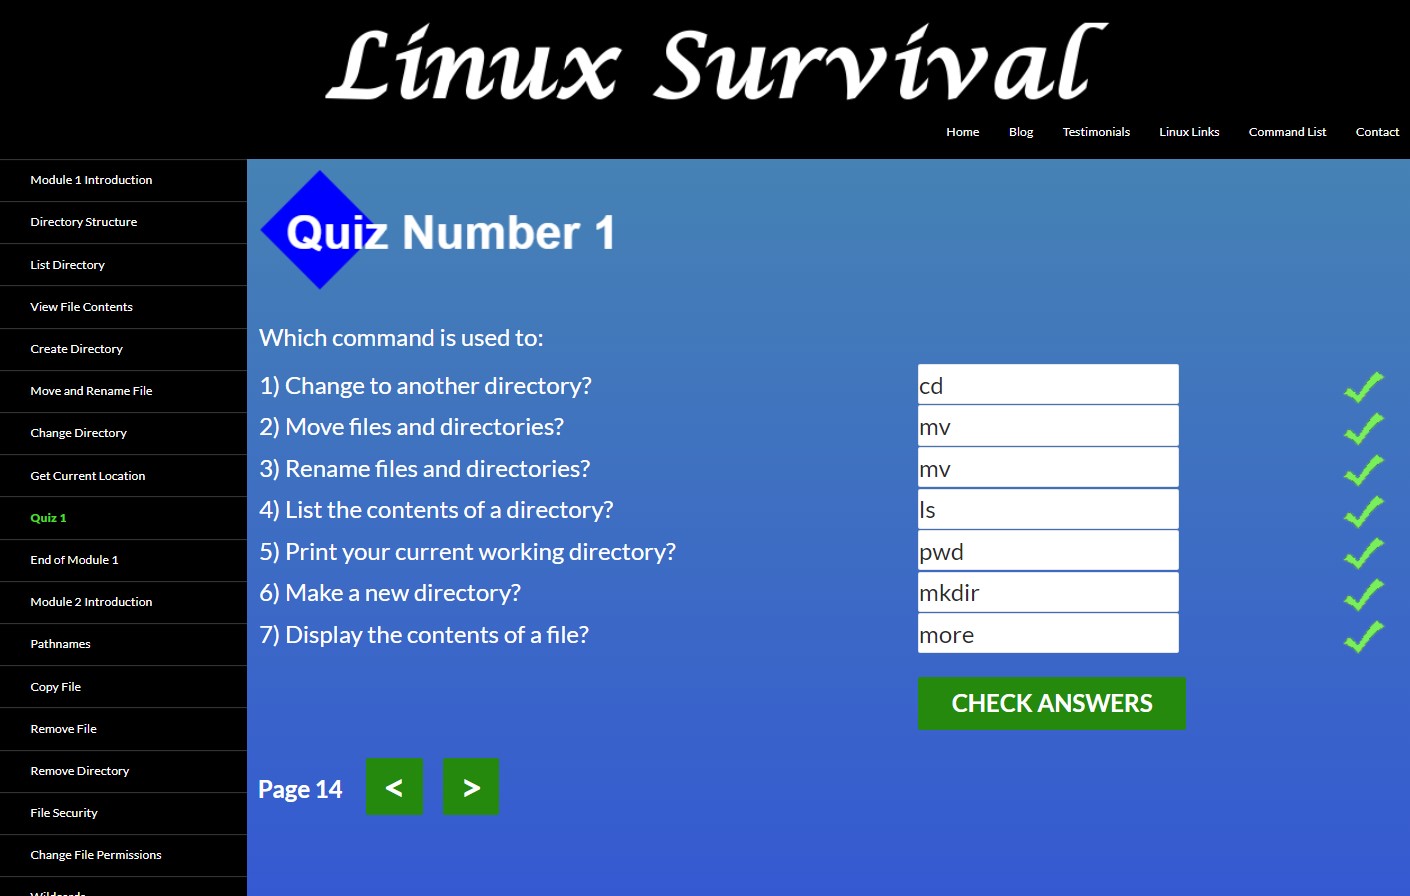 Linux Survival
Home Blog Testimonials Linux Links Command List Contact
Module 1 Introduction
Directory Structure
List Directory
View File Contents
Create Directory
Move and Rename File
Change Directory
Get Current Location
Quiz 1
End of Module 1
Module 2 Introduction
Pathnames
Copy File
Remove File
Remove Directory
File Security
Change File Permissions
Quiz Number 1
Which command is used to:
1) Change to another directory? cd
2) Move files and directories? mv
3) Rename files and directories? mv
4) List the contents of a directory? ls
5) Print your current working directory? pwd
6) Make a new directory? mkdir
7) Display the contents of a file? more
CHECK ANSWERS
Page 14 < >